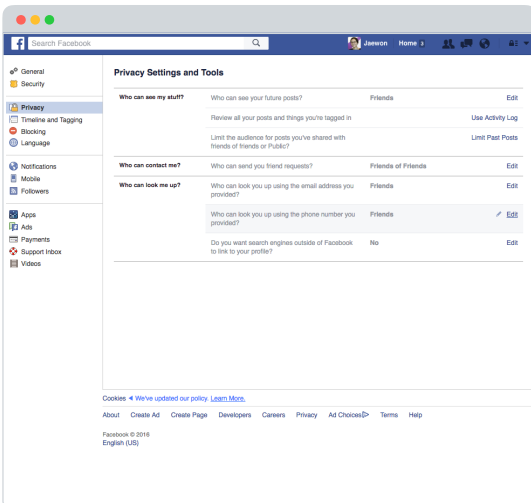 f Search Facebook Jaewon Home 3
General
Security
Privacy
Timeline and Tagging
Blocking
Language
Notifications
Mobile
Followers
Apps
Ads
Payments
Support Inbox
Videos
Privacy Settings and Tools
Who can see my stuff? Who can see your future posts? Friends Edit
Review all your posts and things you're tagged in Use Activity Log
Limit the audience for posts you've shared with Limit Past Posts
friends of friends or Public?
Who can contact me? Who can send you friend requests? Friends of Friends Edit
Who can look me up? Who can look you up using the email address you Friends Edit
provided?
Who can look you up using the phone number you Friends Edit
provided?
Do you want search engines outside of Facebook No Edit
to link to your profile?
Cookies We've updated our policy. Learn More.
About Create Ad Create Page Developers Careers Privacy Ad Choices Terms Help
Facebook © 2016
English (US)